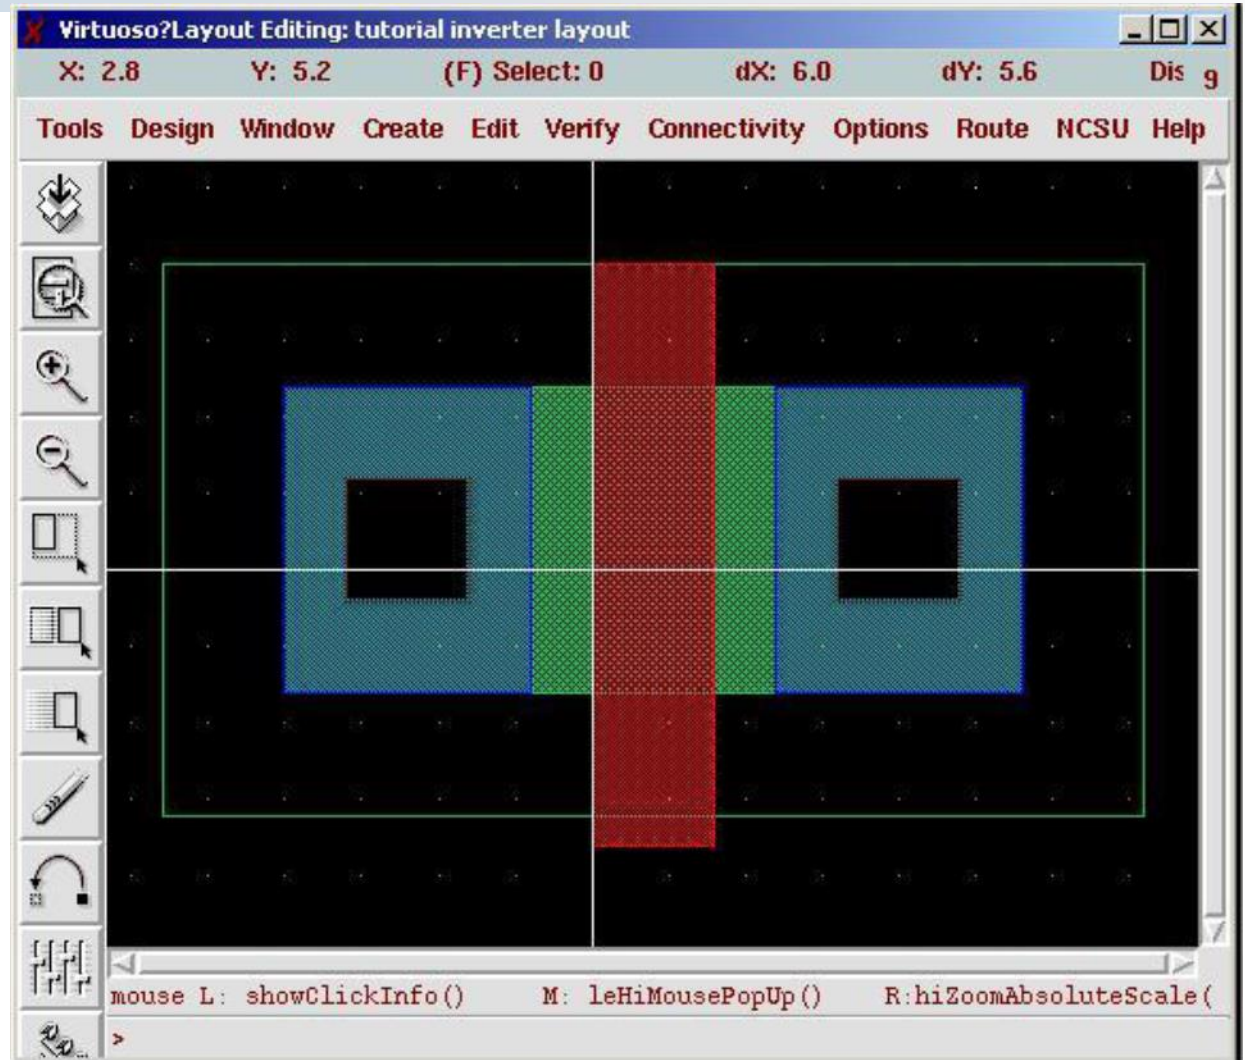 Virtuoso?Layout Editing: tutorial inverter layout
X: 2.8 Y: 5.2 (F) Select: 0 dX: 6.0 dY: 5.6 Dis 9
Tools Design Window Create Edit Verify Connectivity Options Route NCSU Help
mouse L: showClickInfo() M: leHiMousePopUp() R:hiZoomAbsoluteScale(
>